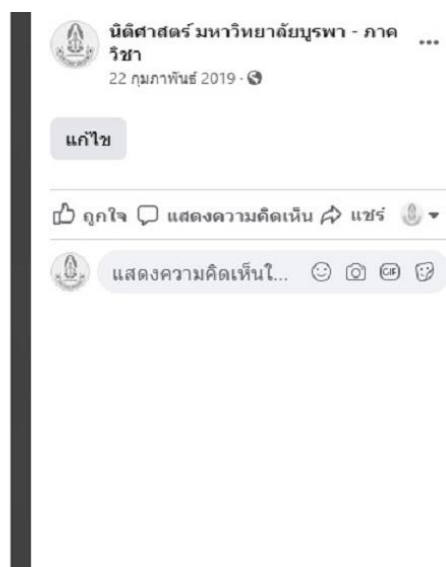 นิติศาสตร์ มหาวิทยาลัยบูรพา - ภาค
วิชา
22 กุมภาพันธ์ 2019 ·
แก้ไข
ถูกใจ แสดงความคิดเห็น แชร์
แสดงความคิดเห็นใ... GIF